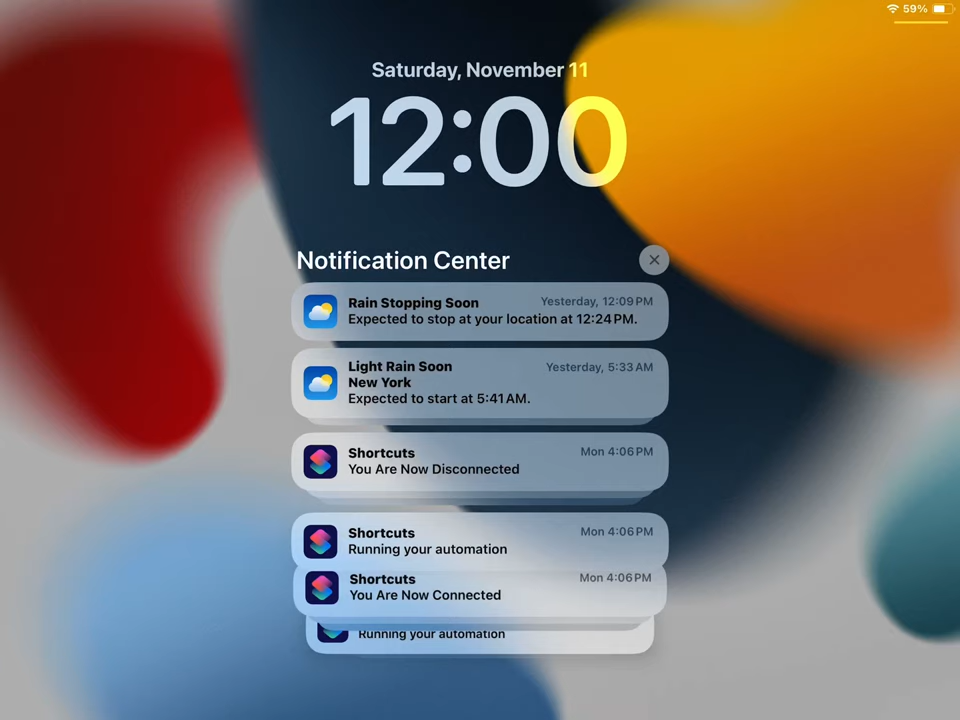 59%
Saturday, November 11
12:00
Notification Center
Rain Stopping Soon Yesterday, 12:09 PM
Expected to stop at your location at 12:24 PM.
Light Rain Soon Yesterday, 5:33 AM
New York
Expected to start at 5:41 AM.
Shortcuts Mon 4:06 PM
You Are Now Disconnected
Shortcuts Mon 4:06 PM
Running your automation
Shortcuts Mon 4:06 PM
You Are Now Connected
Running your automation